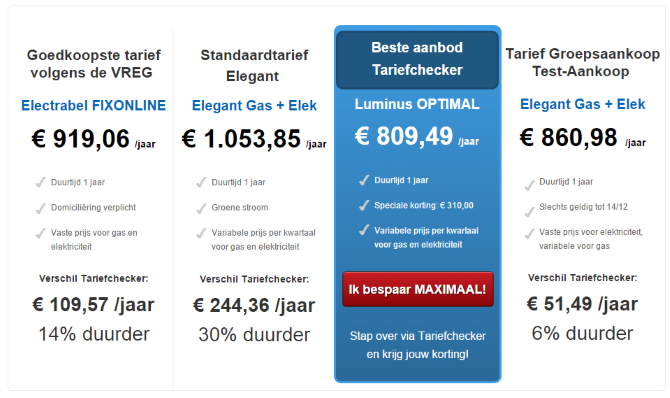 Goedkoopste tarief
volgens de VREG
Electrabel FIXONLINE
€ 919,06 /jaar
Duurtijd 1 jaar
Domiciliëring verplicht
Vaste prijs voor gas en
elektriciteit
Verschil Tariefchecker:
€ 109,57 /jaar
14% duurder
Standaardtarief
Elegant
Elegant Gas + Elek
€ 1.053,85 /jaar
Duurtijd 1 jaar
Groene stroom
Variabele prijs per kwartaal
voor gas en elektriciteit
Verschil Tariefchecker:
€ 244,36 /jaar
30% duurder
Beste aanbod
Tariefchecker
Luminus OPTIMAL
€ 809,49 /jaar
Duurtijd 1 jaar
Speciale korting: € 310,00
Variabele prijs per kwartaal
voor gas en elektriciteit
Ik bespaar MAXIMAAL!
Stap over via Tariefchecker
en krijg jouw korting!
Tarief Groepsaankoop
Test-Aankoop
Elegant Gas + Elek
€ 860,98 /jaar
Duurtijd 1 jaar
Slechts geldig tot 14/12
Vaste prijs voor elektriciteit,
variabele voor gas
Verschil Tariefchecker:
€ 51,49 /jaar
6% duurder